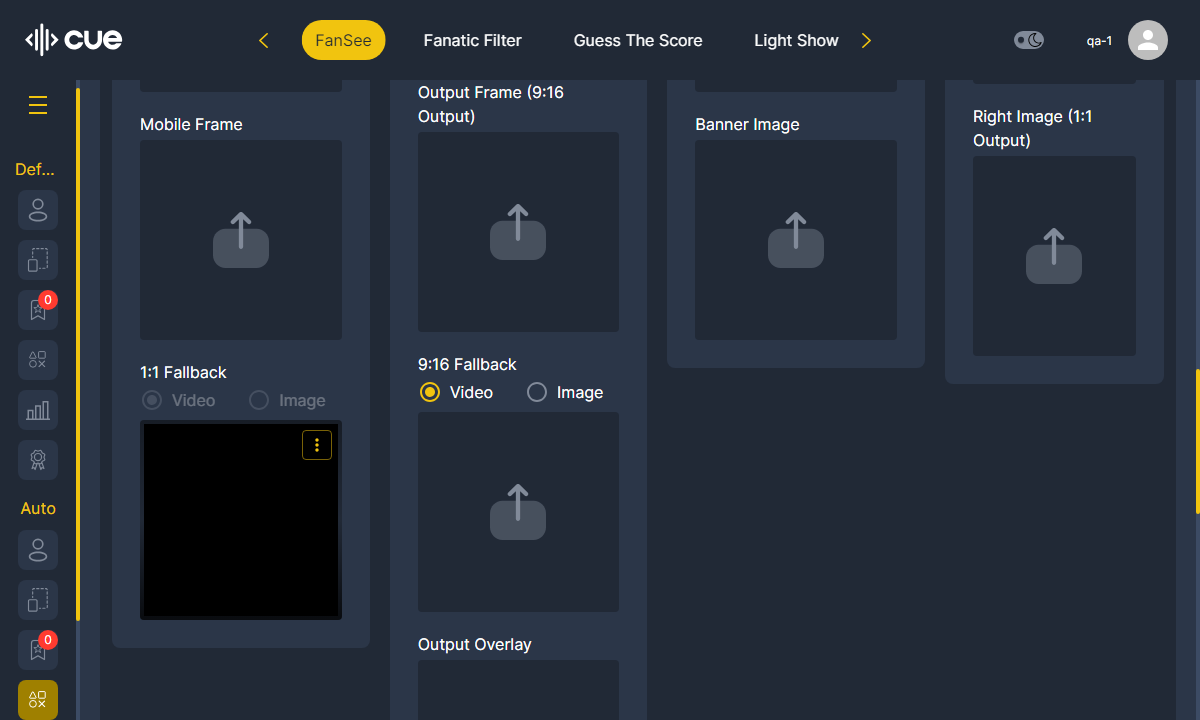 cue
FanSee
Fanatic Filter
Guess The Score
Light Show
qa-1
Def...
0
Auto
0
Mobile Frame
1:1 Fallback
Video
Image
Output Frame (9:16
Output)
9:16 Fallback
Video
Image
Output Overlay
Banner Image
Right Image (1:1
Output)